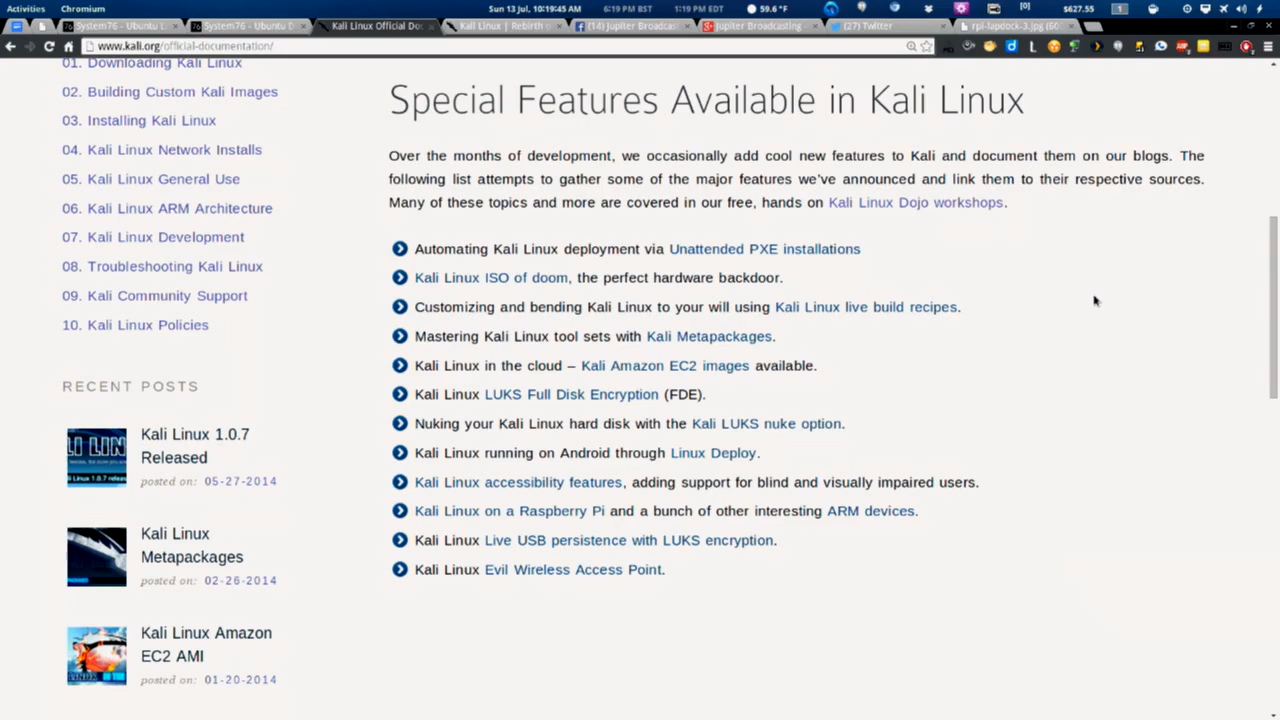 Activities Chromium Sun 13 Jul, 10:19:45 AM 6:19 PM BST 1:19 PM EDT 59.6 °F $627.55
System76 - Ubuntu L System76 - Ubuntu D Kali Linux Official Doc Kali Linux | Rebirth o (14) Jupiter Broadcas Jupiter Broadcasting (27) Twitter rpi-lapdock-3.jpg (60
www.kali.org/official-documentation/
01. Downloading Kali Linux
02. Building Custom Kali Images
03. Installing Kali Linux
04. Kali Linux Network Installs
05. Kali Linux General Use
06. Kali Linux ARM Architecture
07. Kali Linux Development
08. Troubleshooting Kali Linux
09. Kali Community Support
10. Kali Linux Policies
RECENT POSTS
Kali Linux 1.0.7
Released
posted on: 05-27-2014
Kali Linux
Metapackages
posted on: 02-26-2014
Kali Linux Amazon
EC2 AMI
posted on: 01-20-2014
Special Features Available in Kali Linux
Over the months of development, we occasionally add cool new features to Kali and document them on our blogs. The
following list attempts to gather some of the major features we've announced and link them to their respective sources.
Many of these topics and more are covered in our free, hands on Kali Linux Dojo workshops.
Automating Kali Linux deployment via Unattended PXE installations
Kali Linux ISO of doom, the perfect hardware backdoor.
Customizing and bending Kali Linux to your will using Kali Linux live build recipes.
Mastering Kali Linux tool sets with Kali Metapackages.
Kali Linux in the cloud – Kali Amazon EC2 images available.
Kali Linux LUKS Full Disk Encryption (FDE).
Nuking your Kali Linux hard disk with the Kali LUKS nuke option.
Kali Linux running on Android through Linux Deploy.
Kali Linux accessibility features, adding support for blind and visually impaired users.
Kali Linux on a Raspberry Pi and a bunch of other interesting ARM devices.
Kali Linux Live USB persistence with LUKS encryption.
Kali Linux Evil Wireless Access Point.